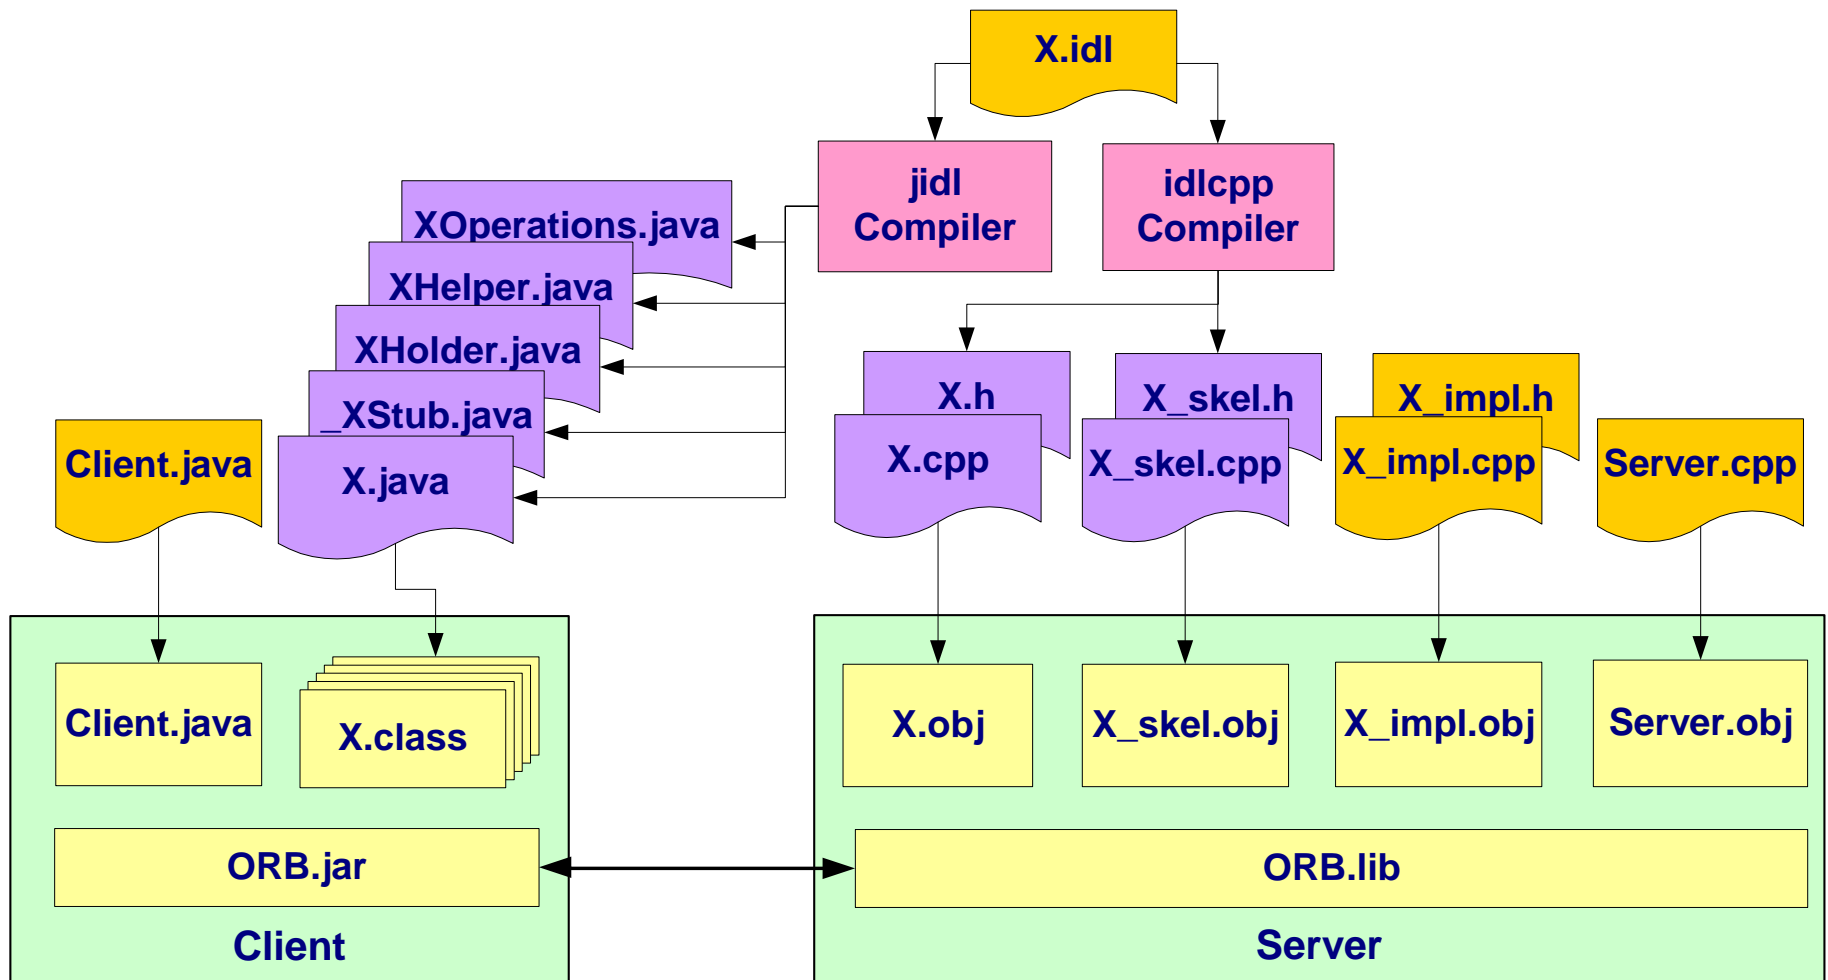 X.idl
jidl
Compiler
idlcpp
Compiler
XOperations.java
XHelper.java
XHolder.java
_XStub.java
X.java
Client.java
X.h
X.cpp
X_skel.h
X_skel.cpp
X_impl.h
X_impl.cpp
Server.cpp
Client.java
X.class
ORB.jar
Client
X.obj
X_skel.obj
X_impl.obj
Server.obj
ORB.lib
Server